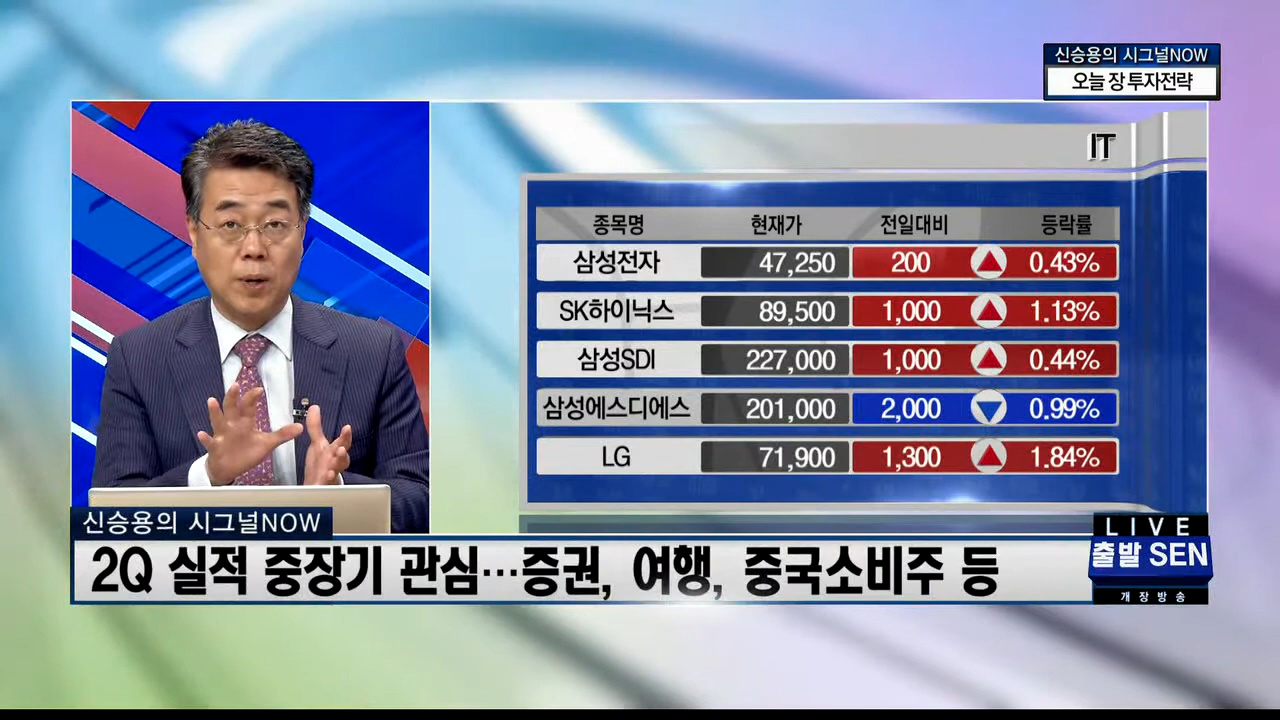 신승용의 시그널NOW
오늘 장 투자전략
IT
종목명 현재가 전일대비 등락률
삼성전자 47,250 200 ▲ 0.43%
SK하이닉스 89,500 1,000 ▲ 1.13%
삼성SDI 227,000 1,000 ▲ 0.44%
삼성에스디에스 201,000 2,000 ▼ 0.99%
LG 71,900 1,300 ▲ 1.84%
신승용의 시그널NOW
2Q 실적 중장기 관심…증권, 여행, 중국소비주 등
LIVE
출발 SEN
개장방송